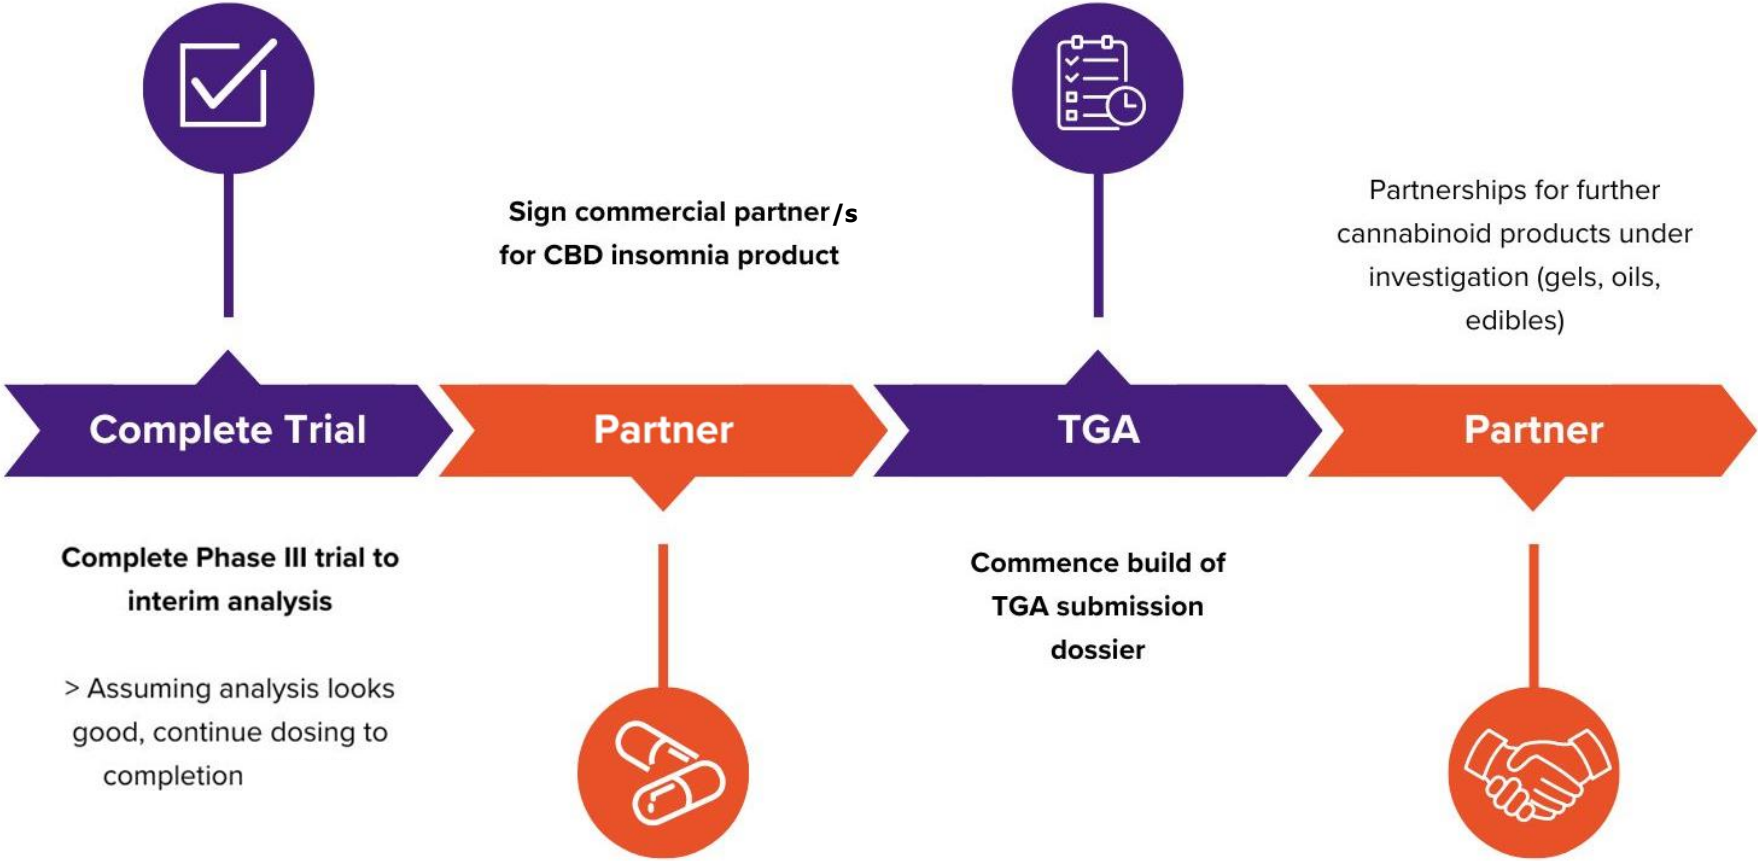 Sign commercial partner/s
for CBD insomnia product
Partnerships for further
cannabinoid products under
investigation (gels, oils,
edibles)
Complete Trial
Partner
TGA
Partner
Complete Phase III trial to
interim analysis
> Assuming analysis looks
good, continue dosing to
completion
Commence build of
TGA submission
dossier